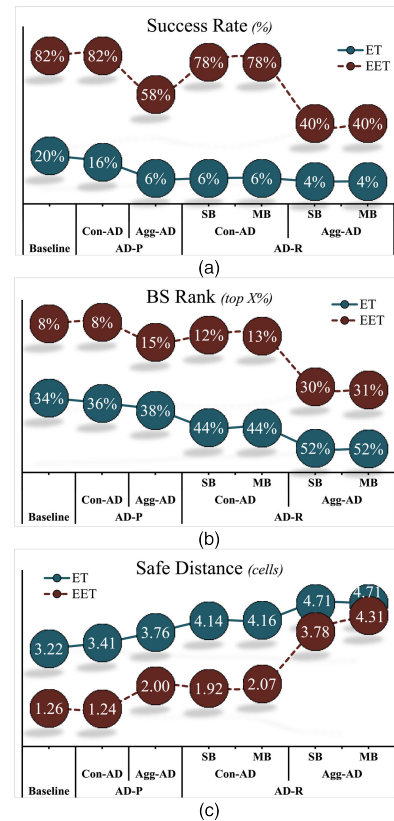 Success Rate (%)
ET
EET
82% 82% 58% 78% 78% 40% 40%
20% 16% 6% 6% 6% 4% 4%
SB MB SB MB
Con-AD Agg-AD Con-AD Agg-AD
Baseline AD-P AD-R
(a)
BS Rank (top X%)
ET
EET
8% 8% 15% 12% 13% 30% 31%
34% 36% 38% 44% 44% 52% 52%
SB MB SB MB
Con-AD Agg-AD Con-AD Agg-AD
Baseline AD-P AD-R
(b)
Safe Distance (cells)
ET
EET
3.22 3.41 3.76 4.14 4.16 4.71 4.71
1.26 1.24 2.00 1.92 2.07 3.78 4.31
SB MB SB MB
Con-AD Agg-AD Con-AD Agg-AD
Baseline AD-P AD-R
(c)